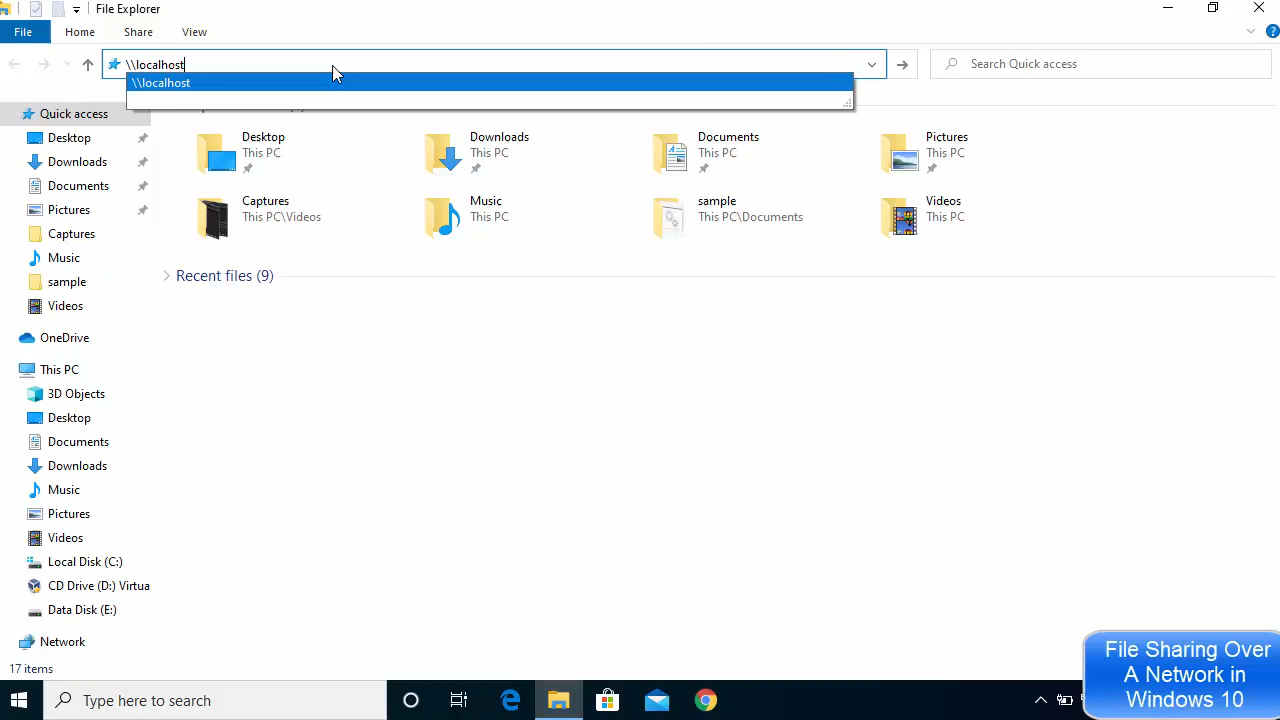 File Explorer
File
Home
Share
View
\\localhost
Search Quick access
\\localhost
Quick access
Desktop
Downloads
Documents
Pictures
Captures
Music
sample
Videos
OneDrive
This PC
3D Objects
Desktop
Documents
Downloads
Music
Pictures
Videos
Local Disk (C:)
CD Drive (D:) Virtua
Data Disk (E:)
Network
Desktop
This PC
Downloads
This PC
Documents
This PC
Pictures
This PC
Captures
This PC\Videos
Music
This PC
sample
This PC\Documents
Videos
This PC
Recent files (9)
17 items
File Sharing Over
A Network in
Windows 10
Type here to search